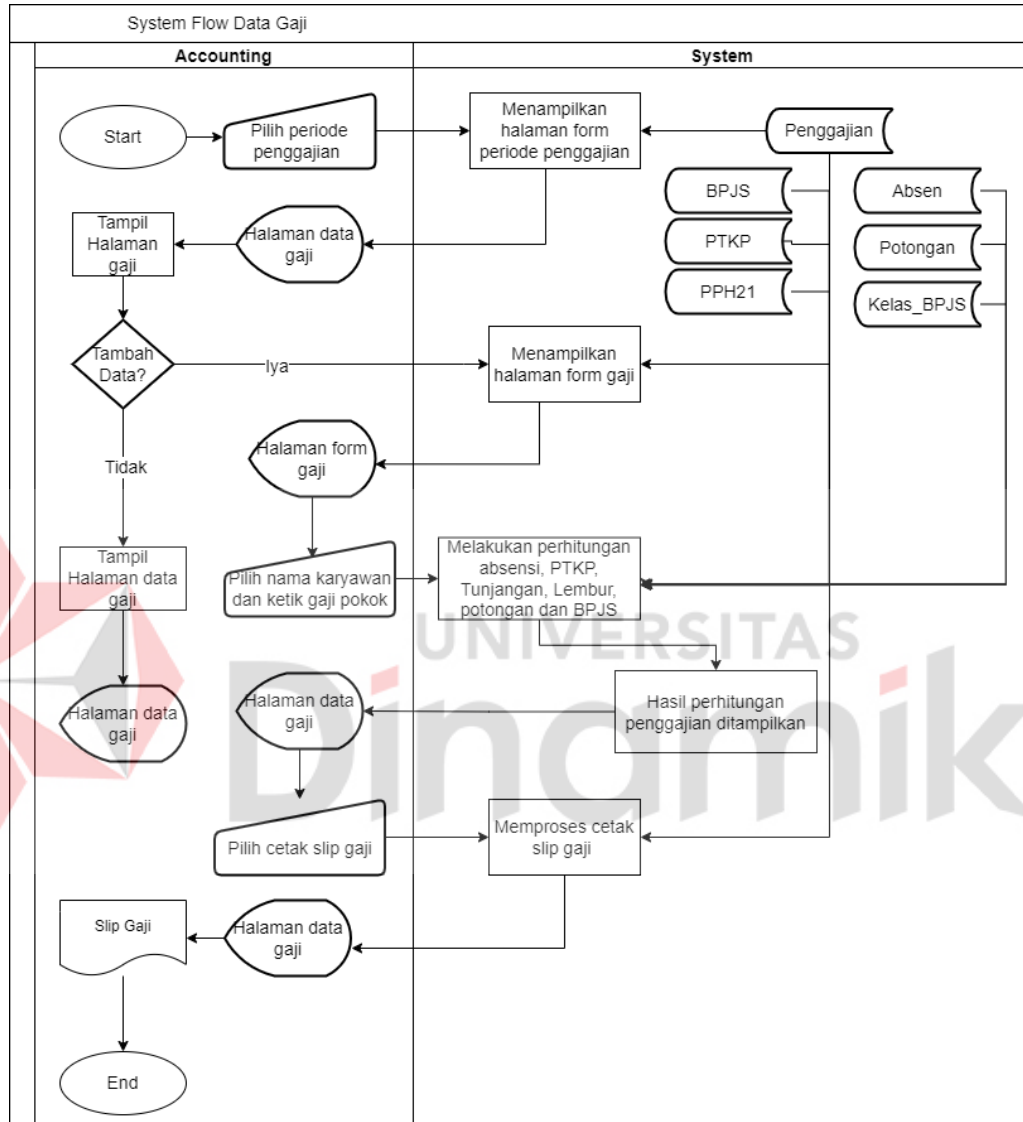 System Flow Data Gaji
Accounting
System
Start
Pilih periode
penggajian
Menampilkan
halaman form
periode penggajian
Penggajian
BPJS
Absen
PTKP
Potongan
PPH21
Kelas_BPJS
Tampil
Halaman
gaji
Halaman data
gaji
Tambah
Data?
Iya
Menampilkan
halaman form gaji
Tidak
Halaman form
gaji
Tampil
Halaman data
gaji
Pilih nama karyawan
dan ketik gaji pokok
Melakukan perhitungan
absensi, PTKP,
Tunjangan, Lembur,
potongan dan BPJS
UNIVERSITAS
Dinamika
Halaman data
gaji
Halaman data
gaji
Hasil perhitungan
penggajian ditampilkan
Pilih cetak slip gaji
Memproses cetak
slip gaji
Slip Gaji
Halaman data
gaji
End